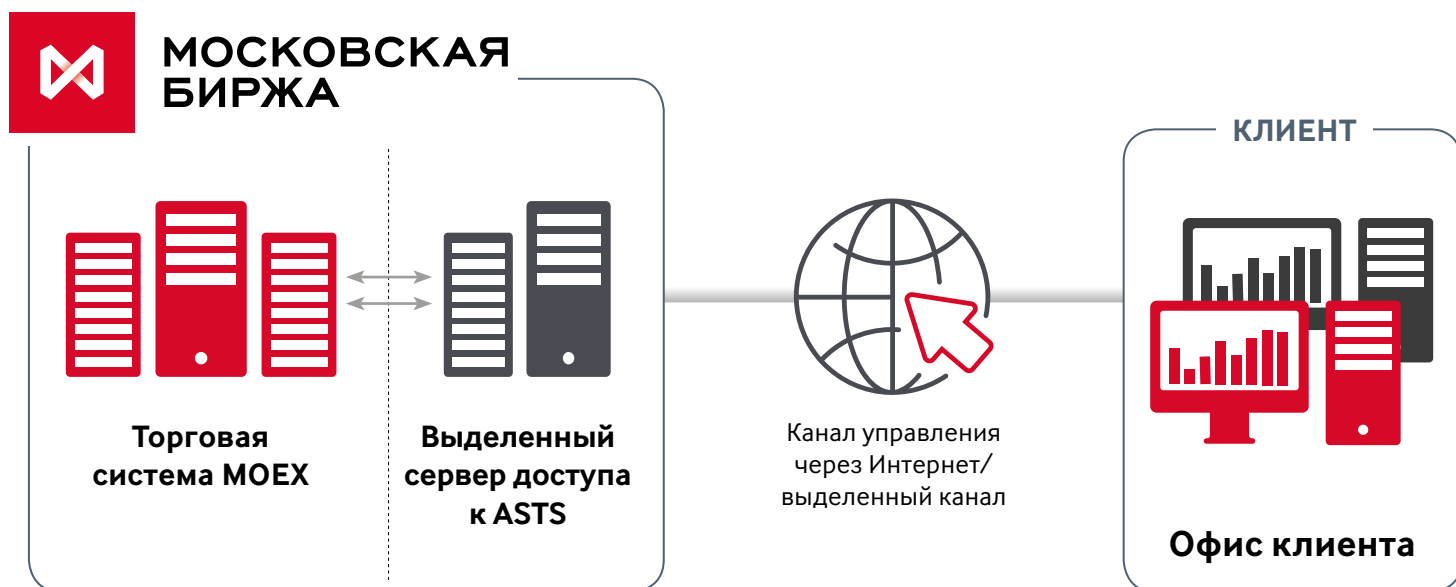 МОСКОВСКАЯ
БИРЖА
КЛИЕНТ
Торговая
система MOEX
Выделенный
сервер доступа
к ASTS
Канал управления
через Интернет/
выделенный канал
Офис клиента